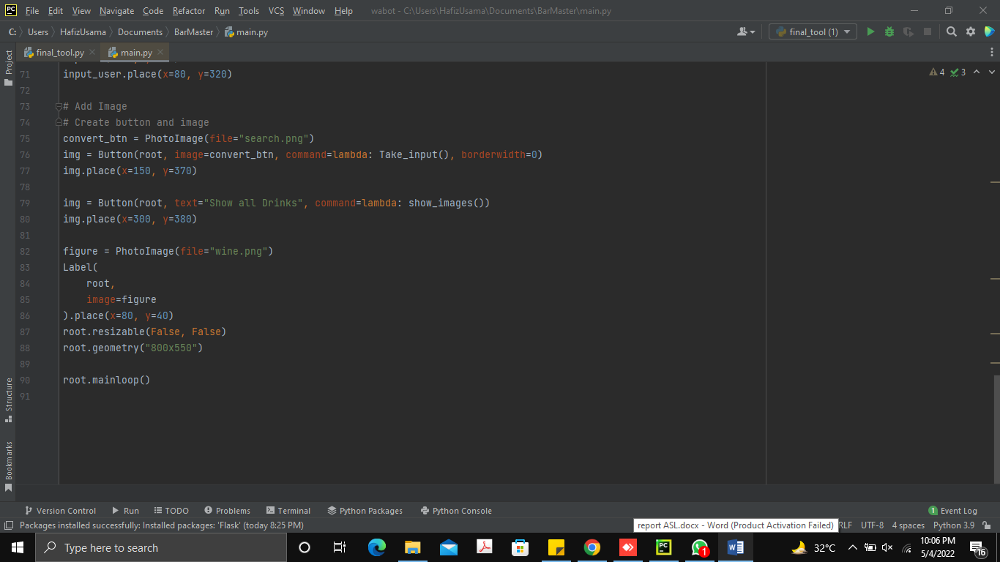 PC File Edit View Navigate Code Refactor Run Tools VCS Window Help wabot - C:\Users\HafizUsama\Documents\BarMaster\main.py
C: Users HafizUsama Documents BarMaster main.py final_tool (1)
final_tool.py main.py
Project
71 input_user.place(x=80, y=320)
4 3
72
73 # Add Image
74 # Create button and image
75 convert_btn = PhotoImage(file="search.png")
76 img = Button(root, image=convert_btn, command=lambda: Take_input(), borderwidth=0)
77 img.place(x=150, y=370)
78
79 img = Button(root, text="Show all Drinks", command=lambda: show_images())
80 img.place(x=300, y=380)
81
82 figure = PhotoImage(file="wine.png")
83 Label(
84 root,
85 image=figure
86 ).place(x=80, y=40)
87 root.resizable(False, False)
88 root.geometry("800x550")
89
90 root.mainloop()
91
Structure
Bookmarks
Version Control Run TODO Problems Terminal Python Packages Python Console 1 Event Log
Packages installed successfully: Installed packages: 'Flask' (today 8:25 PM) report ASL.docx - Word (Product Activation Failed) RLF UTF-8 4 spaces Python 3.9
Type here to search PC 1 W 32°C 10:06 PM
5/4/2022 16